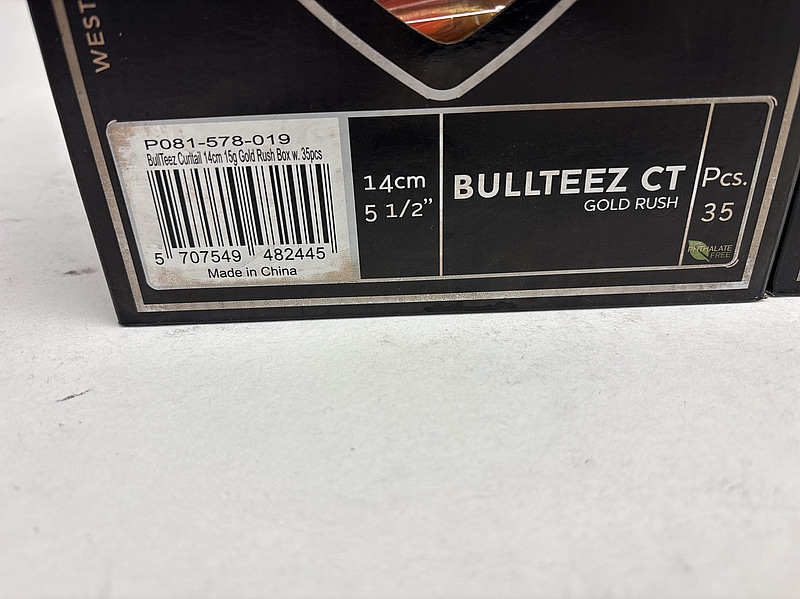 WEST
P081-578-019
BullTeez Curltail 14cm 15g Gold Rush Box w. 35pcs
5 707549 482445
Made in China
14cm
5 1/2”
BULLTEEZ CT
GOLD RUSH
Pcs.
35
PHTHALATE
FREE